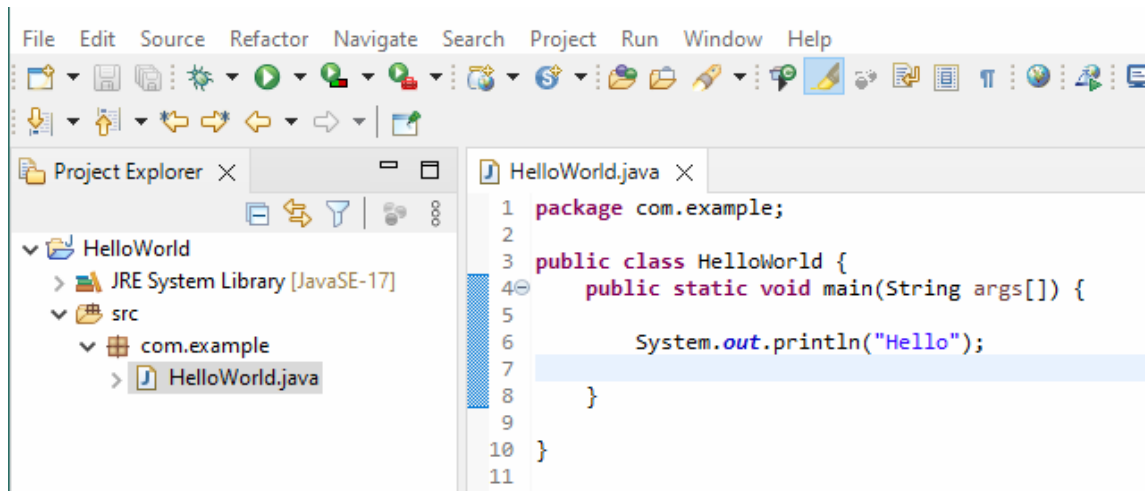 File Edit Source Refactor Navigate Search Project Run Window Help
Project Explorer
HelloWorld
JRE System Library [JavaSE-17]
src
com.example
HelloWorld.java
HelloWorld.java
1 package com.example;
2
3 public class HelloWorld {
4 public static void main(String args[]) {
5
6 System.out.println("Hello");
7
8 }
9
10 }
11